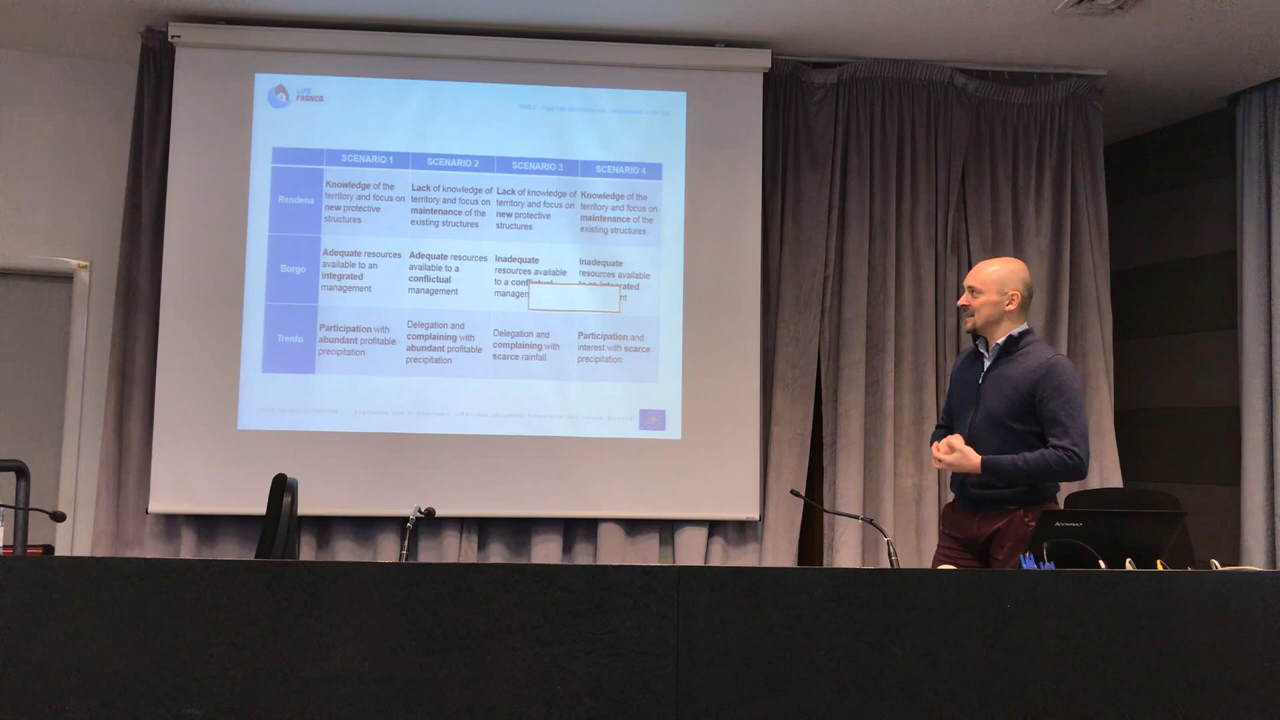 LIFE
FRANCA
SCENARIO 1
SCENARIO 2
SCENARIO 3
SCENARIO 4
Rendena
Knowledge of the
territory and focus on
new protective
structures
Lack of knowledge of
territory and focus on
maintenance of the
existing structures
Lack of knowledge of
territory and focus on
new protective
structures
Knowledge of the
territory and focus on
maintenance of the
existing structures
Borgo
Adequate resources
available to an
integrated
management
Adequate resources
available to a
conflictual
management
Inadequate
resources available
to a conflictual
Inadequate
resources available
to an integrated
Trento
Participation with
abundant profitable
precipitation
Delegation and
complaining with
abundant profitable
precipitation
Delegation and
complaining with
scarce rainfall
Participation and
interest with scarce
precipitation
lenovo